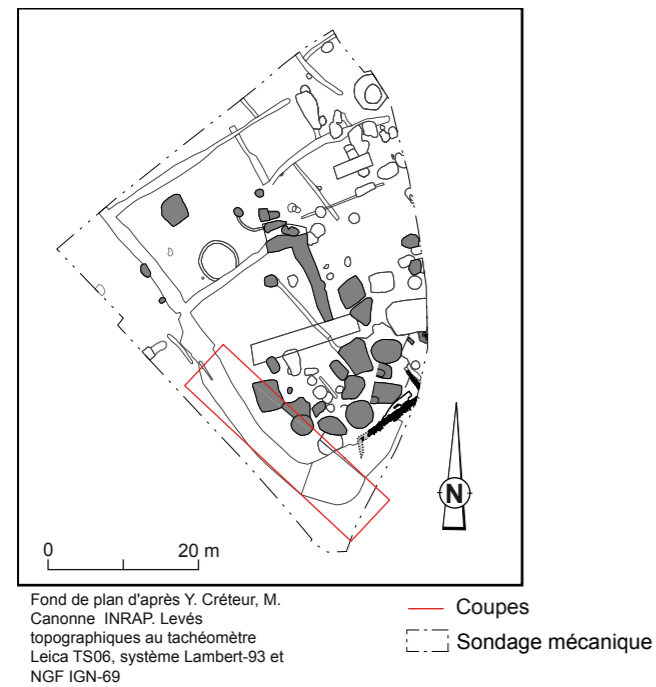 N
0 20 m
Fond de plan d'après Y. Créteur, M.
Canonne INRAP. Levés
topographiques au tachéomètre
Leica TS06, système Lambert-93 et
NGF IGN-69
Coupes
Sondage mécanique